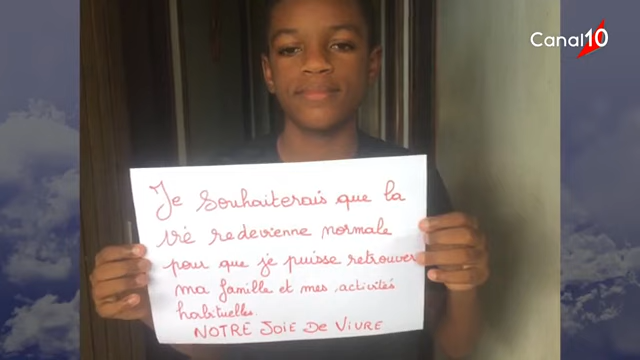 Canal10
Je souhaiterais que la
vie redevienne normale
pour que je puisse retrouver
ma famille et mes activités
habituelles.
NOTRE JOIE DE VIVRE